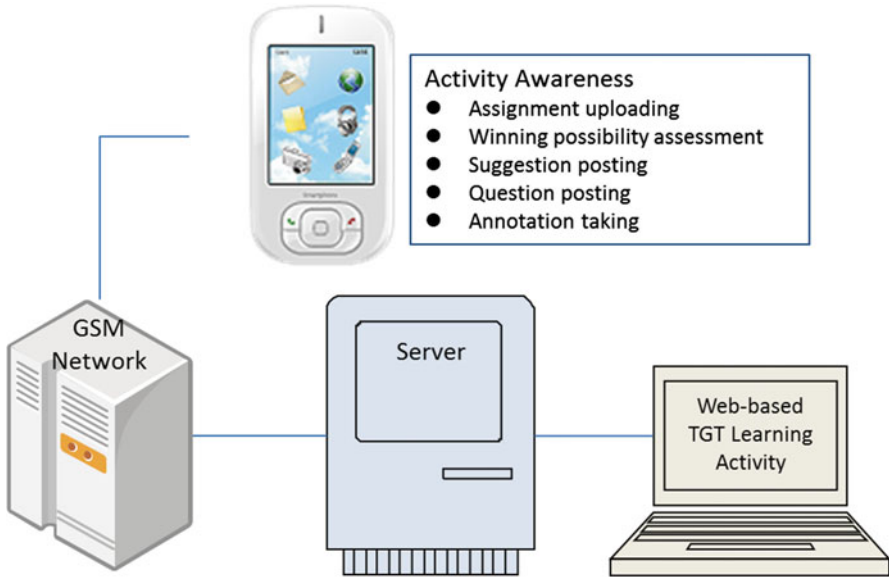 Activity Awareness
● Assignment uploading
● Winning possibility assessment
● Suggestion posting
● Question posting
● Annotation taking
Smartphone
GSM
Network
Server
Web-based
TGT Learning
Activity